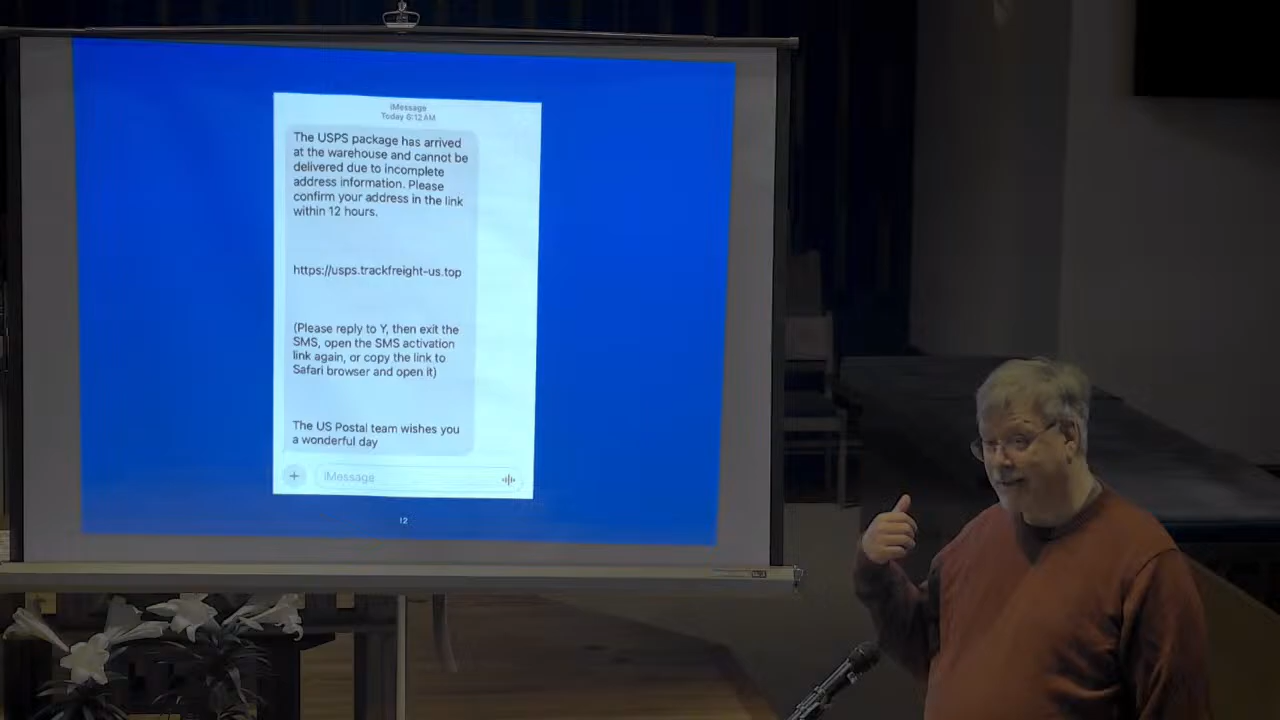 iMessage
Today 6:12 AM
The USPS package has arrived
at the warehouse and cannot be
delivered due to incomplete
address information. Please
confirm your address in the link
within 12 hours.
https://usps.trackfreight-us.top
(Please reply to Y, then exit the
SMS, open the SMS activation
link again, or copy the link to
Safari browser and open it)
The US Postal team wishes you
a wonderful day
+
iMessage
12